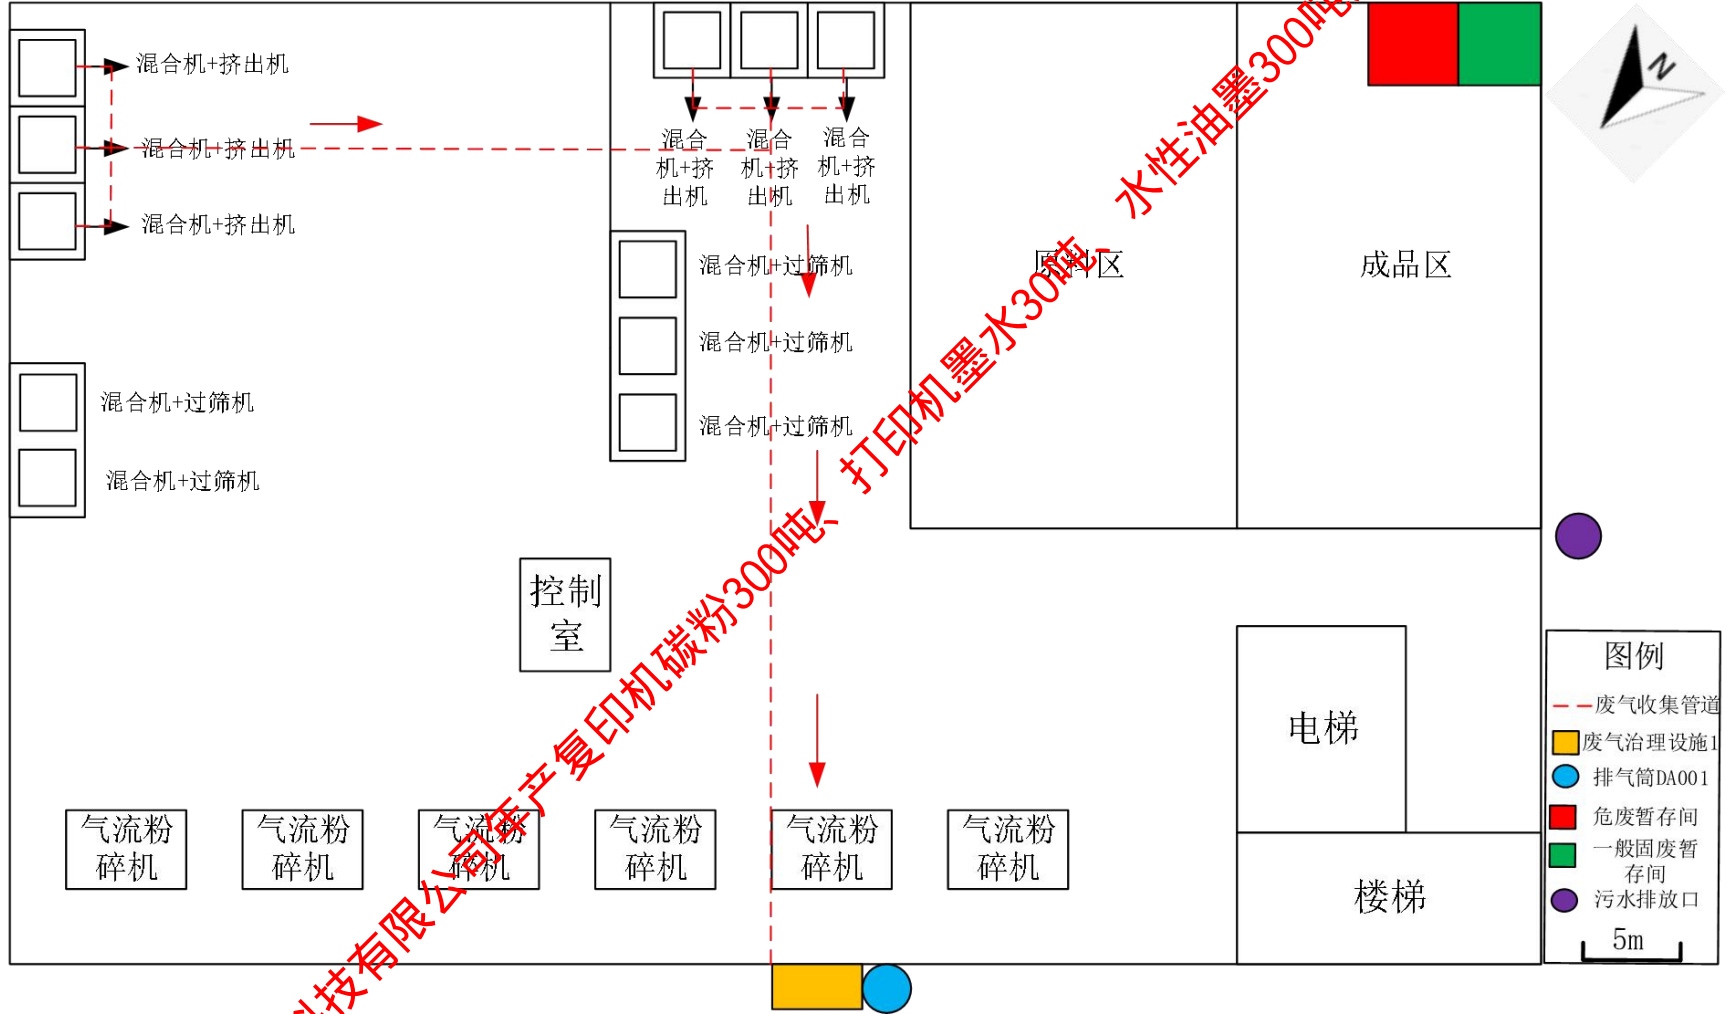 混合机+挤出机
混合机+挤出机
混合机+挤出机
混合
机+挤
出机
混合
机+挤
出机
混合
机+挤
出机
混合机+过筛机
混合机+过筛机
混合机+过筛机
混合机+过筛机
混合机+过筛机
原料区
成品区
N
控制
室
电梯
楼梯
气流粉
碎机
气流粉
碎机
气流粉
碎机
气流粉
碎机
气流粉
碎机
气流粉
碎机
图例
废气收集管道
废气治理设施1
排气筒DA001
危废暂存间
一般固废暂
存间
污水排放口
5m
科技有限公司年产复印机碳粉300吨、打印机墨水30吨、水性油墨300吨